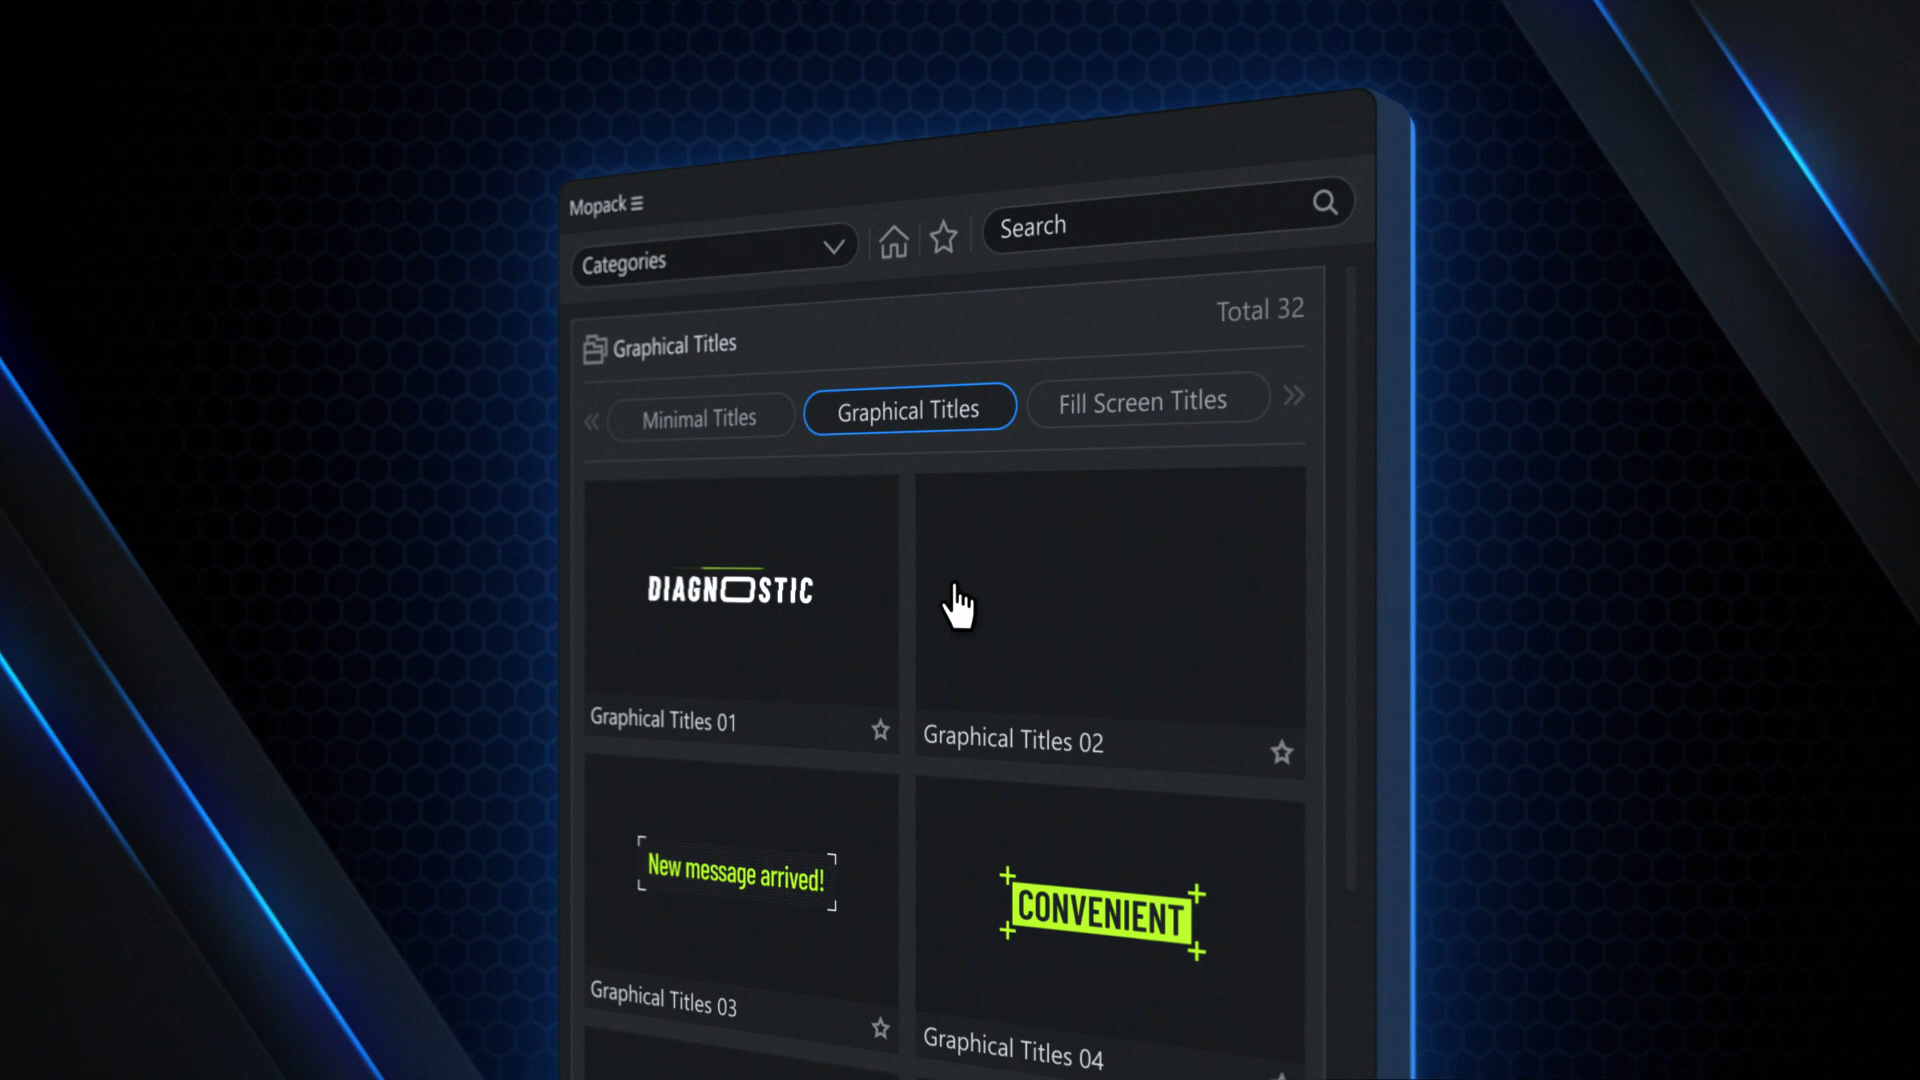 Mopack
Categories
Search
Graphical Titles
Total 32
Minimal Titles
Graphical Titles
Fill Screen Titles
DIAGNOSTIC
Graphical Titles 01
Graphical Titles 02
New message arrived!
CONVENIENT
Graphical Titles 03
Graphical Titles 04